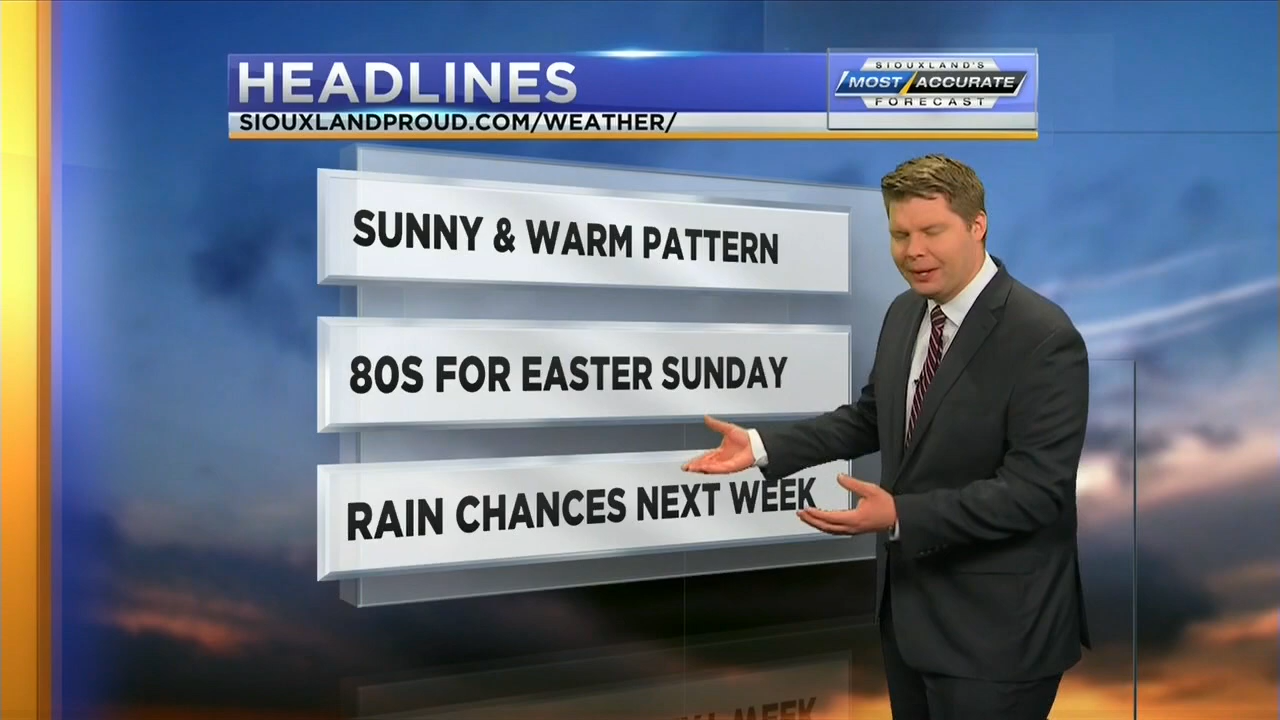 HEADLINES
SIOUXLANDPROUD.COM/WEATHER/
SIOUXLAND'S
MOST ACCURATE
FORECAST
SUNNY & WARM PATTERN
80S FOR EASTER SUNDAY
RAIN CHANCES NEXT WEEK